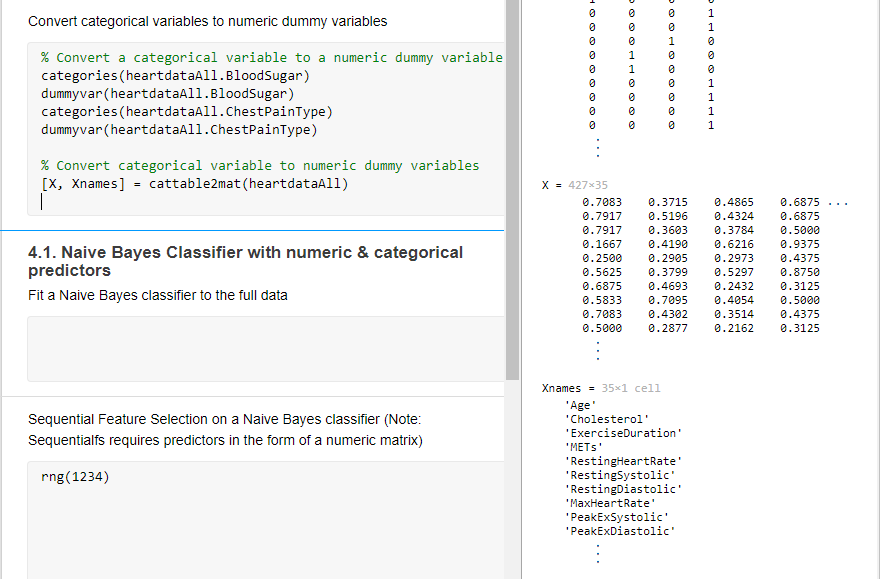 Convert categorical variables to numeric dummy variables
% Convert a categorical variable to a numeric dummy variable
categories(heartdataAll.BloodSugar)
dummyvar(heartdataAll.BloodSugar)
categories(heartdataAll.ChestPainType)
dummyvar(heartdataAll.ChestPainType)
% Convert categorical variable to numeric dummy variables
[X, Xnames] = cattable2mat(heartdataAll)
4.1. Naive Bayes Classifier with numeric & categorical
predictors
Fit a Naive Bayes classifier to the full data
Sequential Feature Selection on a Naive Bayes classifier (Note:
Sequentialfs requires predictors in the form of a numeric matrix)
rng(1234)
0 0 0 1
0 0 0 1
0 0 1 0
0 1 0 0
0 1 0 0
0 0 0 1
0 0 0 1
0 0 0 1
0 0 0 1
X = 427×35
0.7083 0.3715 0.4865 0.6875 ...
0.7917 0.5196 0.4324 0.6875
0.7917 0.3603 0.3784 0.5000
0.1667 0.4190 0.6216 0.9375
0.2500 0.2905 0.2973 0.4375
0.5625 0.3799 0.5297 0.8750
0.6875 0.4693 0.2432 0.3125
0.5833 0.7095 0.4054 0.5000
0.7083 0.4302 0.3514 0.4375
0.5000 0.2877 0.2162 0.3125
Xnames = 35×1 cell
'Age'
'Cholesterol'
'ExerciseDuration'
'METs'
'RestingHeartRate'
'RestingSystolic'
'RestingDiastolic'
'MaxHeartRate'
'PeakExSystolic'
'PeakExDiastolic'